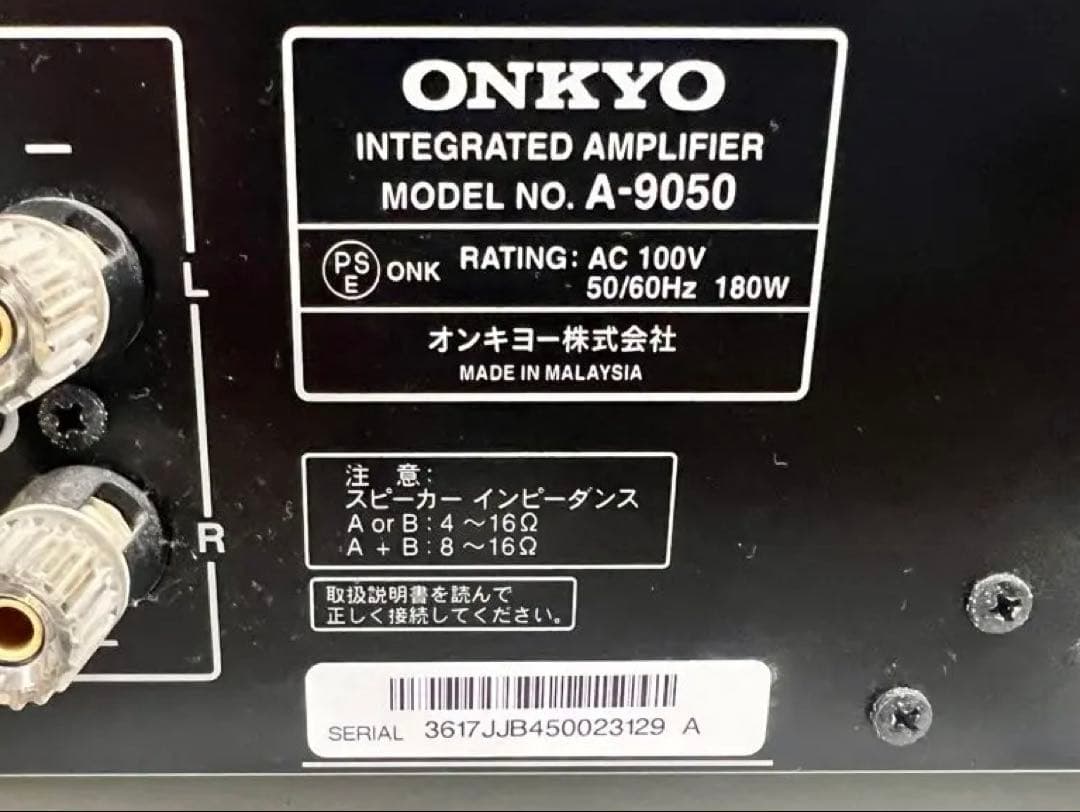 ONKYO
INTEGRATED AMPLIFIER
MODEL NO. A-9050
PS
E
ONK
RATING: AC 100V
50/60Hz 180W
オンキヨー株式会社
MADE IN MALAYSIA
L
R
注 意:
スピーカー インピーダンス
A or B : 4 ～16Ω
A + B : 8 ～16Ω
取扱説明書を読んで
正しく接続してください。
SERIAL 3617JJB450023129 A